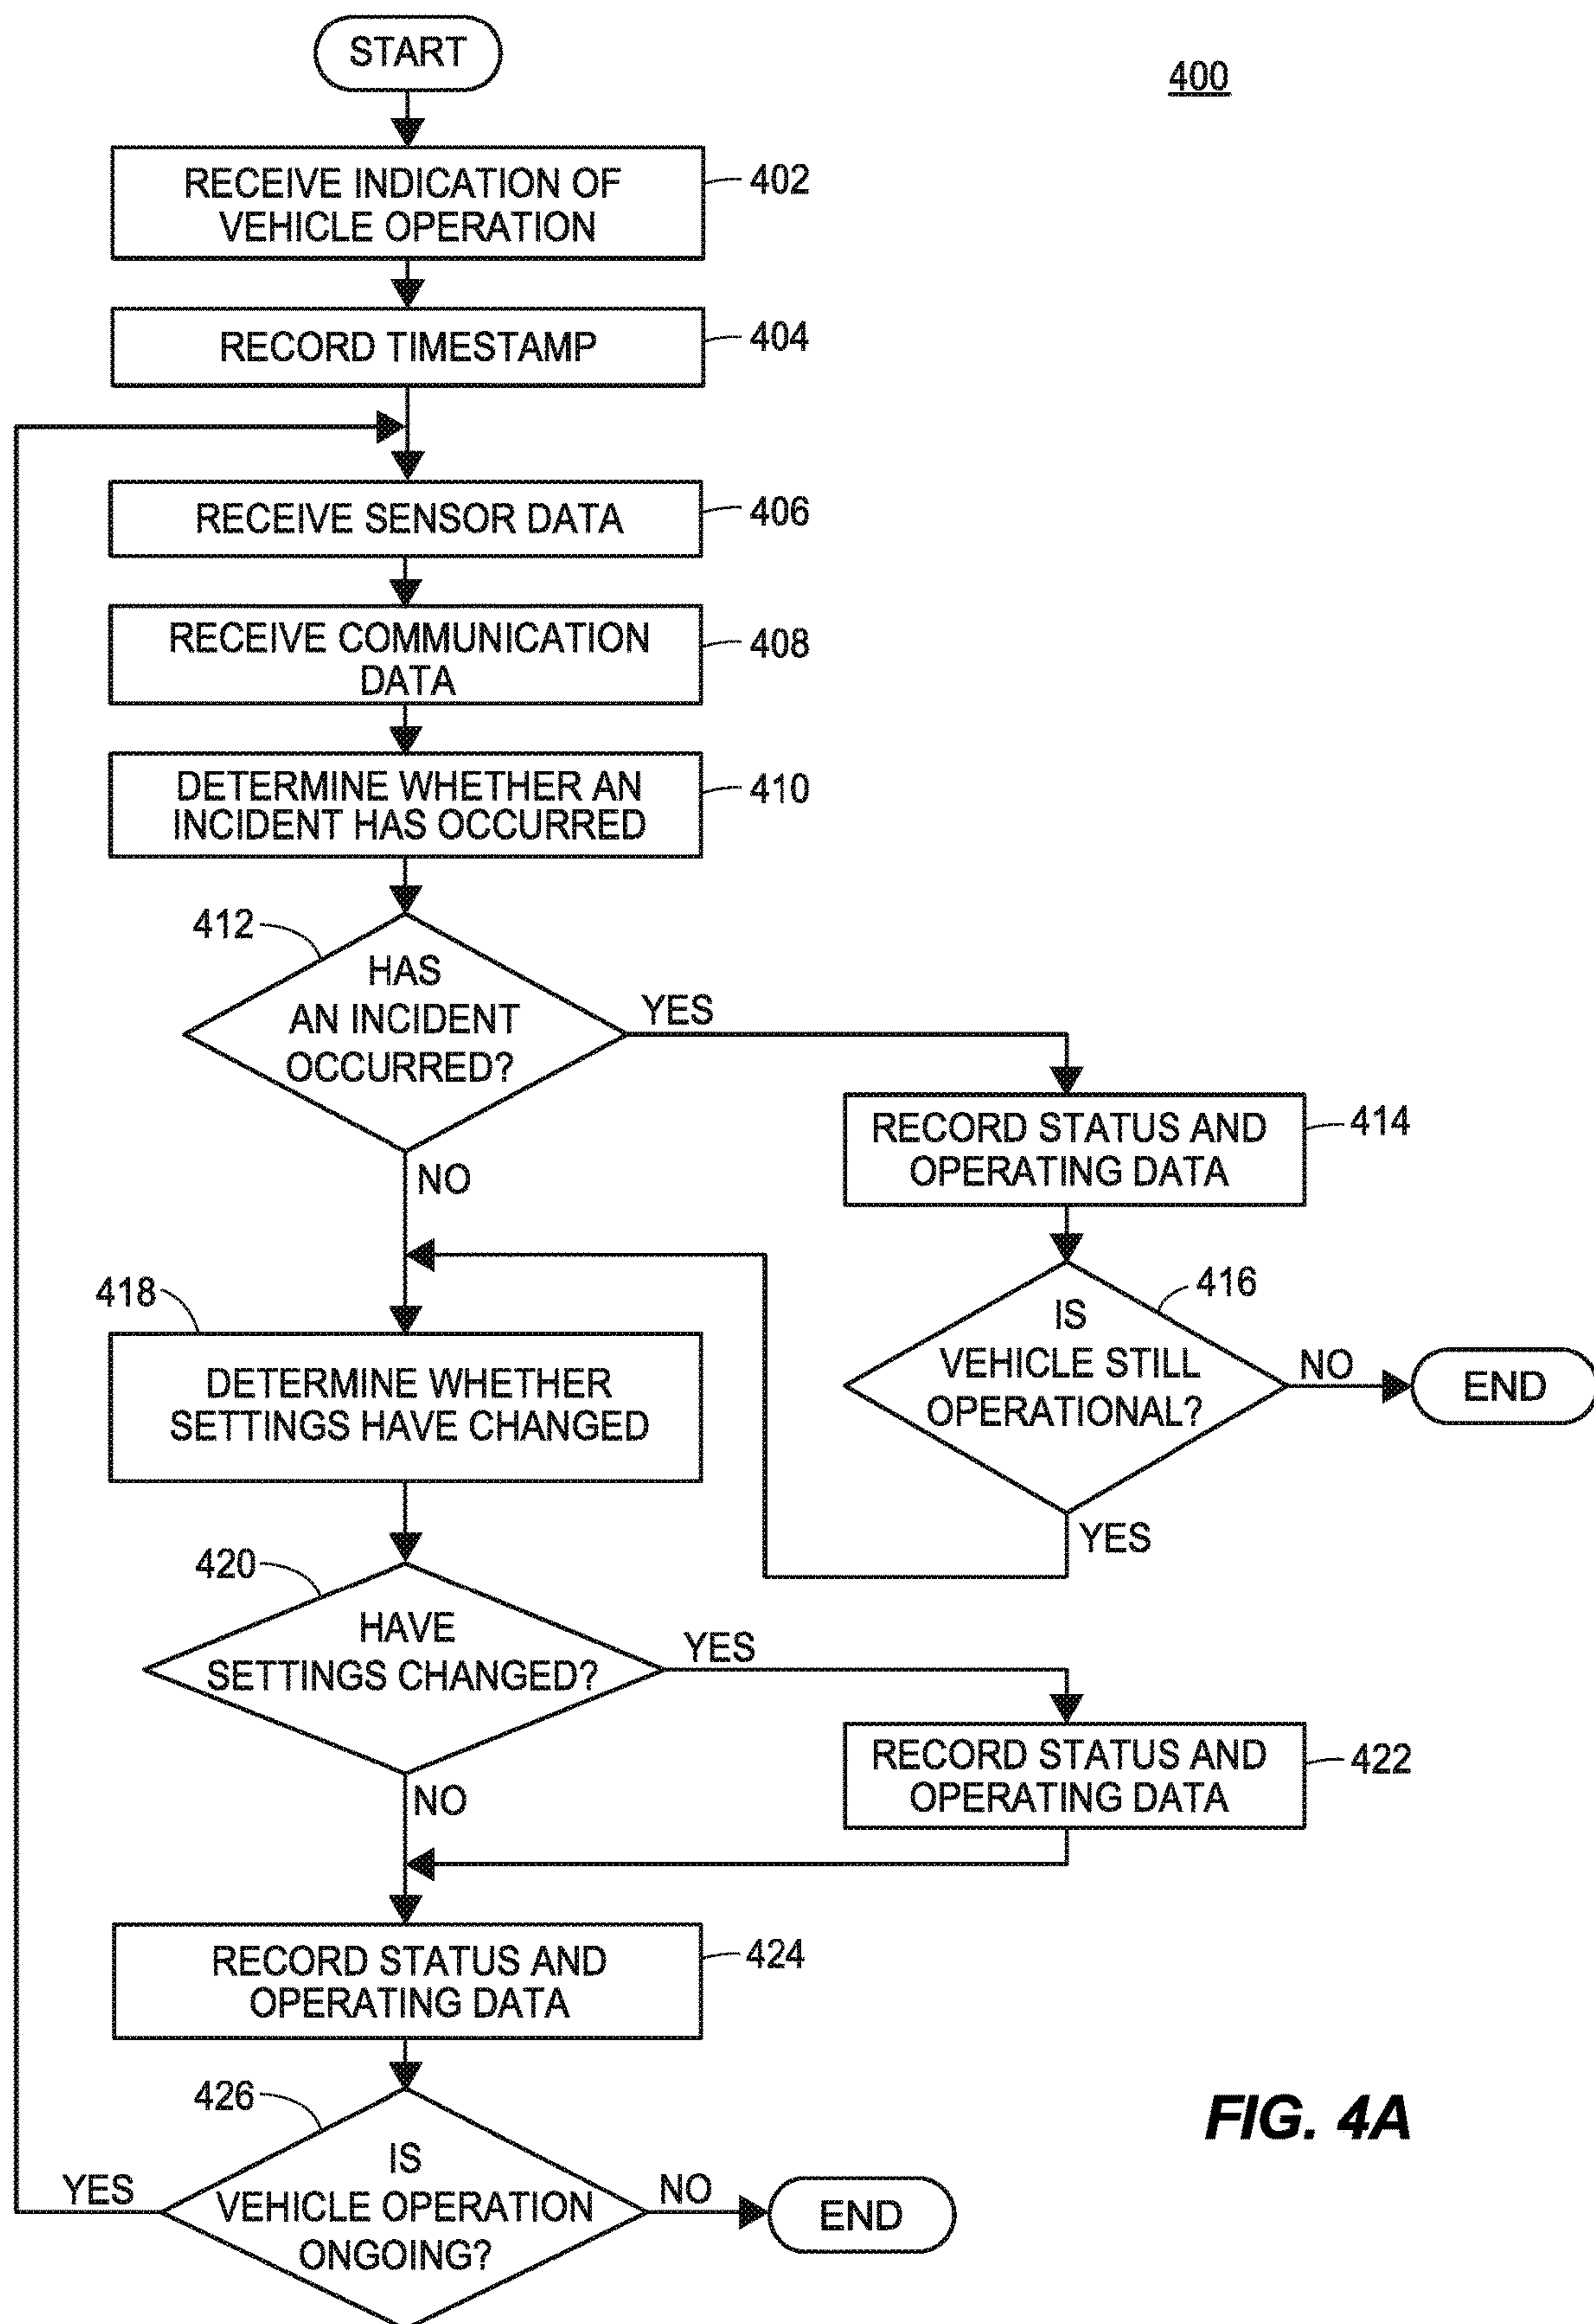 START
400
RECEIVE INDICATION OF
VEHICLE OPERATION
402
RECORD TIMESTAMP
404
RECEIVE SENSOR DATA
406
RECEIVE COMMUNICATION
DATA
408
DETERMINE WHETHER AN
INCIDENT HAS OCCURRED
410
412
HAS
AN INCIDENT
OCCURRED?
YES
NO
RECORD STATUS AND
OPERATING DATA
414
416
IS
VEHICLE STILL
OPERATIONAL?
NO
END
YES
418
DETERMINE WHETHER
SETTINGS HAVE CHANGED
420
HAVE
SETTINGS CHANGED?
YES
NO
RECORD STATUS AND
OPERATING DATA
422
RECORD STATUS AND
OPERATING DATA
424
426
IS
VEHICLE OPERATION
ONGOING?
YES
NO
END
FIG. 4A